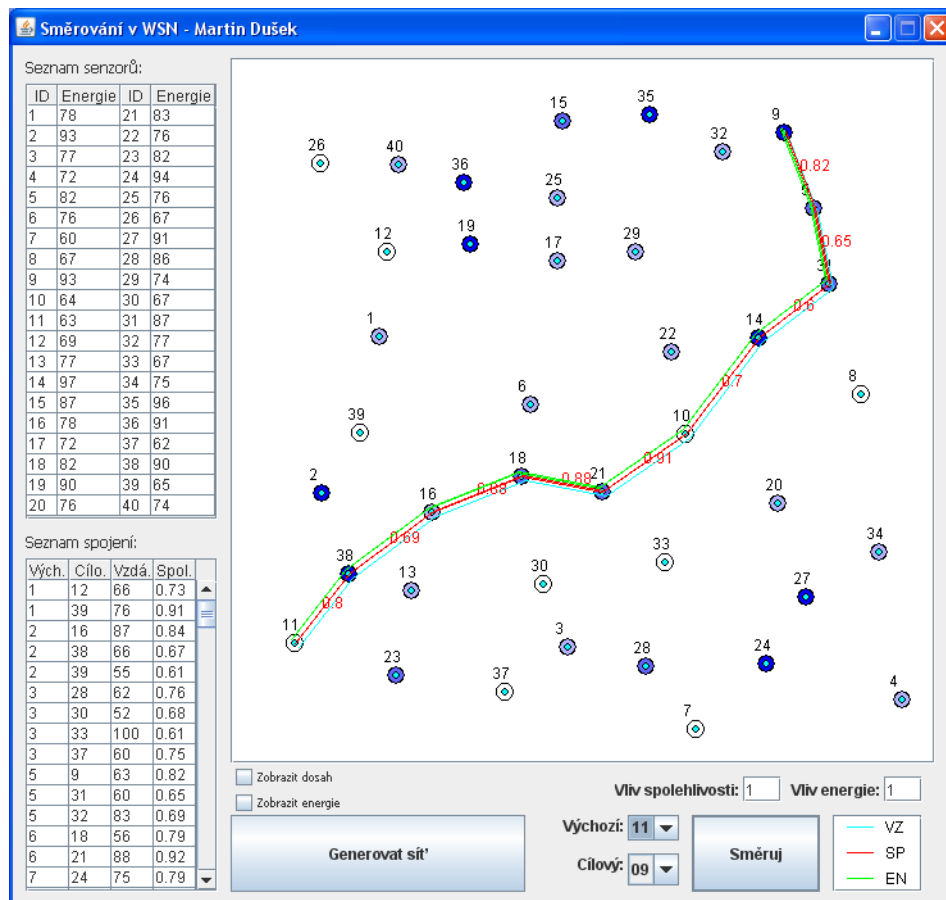 Směrování v WSN - Martin Dušek
Seznam senzorů:
ID Energie ID Energie
1 78 21 83
2 93 22 76
3 77 23 82
4 72 24 94
5 82 25 76
6 76 26 67
7 60 27 91
8 67 28 86
9 93 29 74
10 64 30 67
11 63 31 87
12 69 32 77
13 77 33 67
14 97 34 75
15 87 35 96
16 78 36 91
17 72 37 62
18 82 38 90
19 90 39 65
20 76 40 74
Seznam spojení:
Vých. Cílo. Vzdá. Spol.
1 12 66 0.73
1 39 76 0.91
2 16 87 0.84
2 38 66 0.67
2 39 55 0.61
3 28 62 0.76
3 30 52 0.68
3 33 100 0.61
3 37 60 0.75
5 9 63 0.82
5 31 60 0.65
5 32 83 0.69
6 18 56 0.79
6 21 88 0.92
7 24 75 0.79
15
35
9
26
40
36
32
0.82
25
5
19
12
17
29
0.65
31
0.6
1
14
22
0.7
8
6
39
10
18
0.91
21
0.88
2
16
0.88
20
0.69
38
34
33
30
13
27
0.8
11
3
28
24
23
37
4
7
Zobrazit dosah
Zobrazit energie
Vliv spolehlivosti: 1 Vliv energie: 1
Generovat síť
Výchozí: 11
Cílový: 09
Směruj
VZ
SP
EN